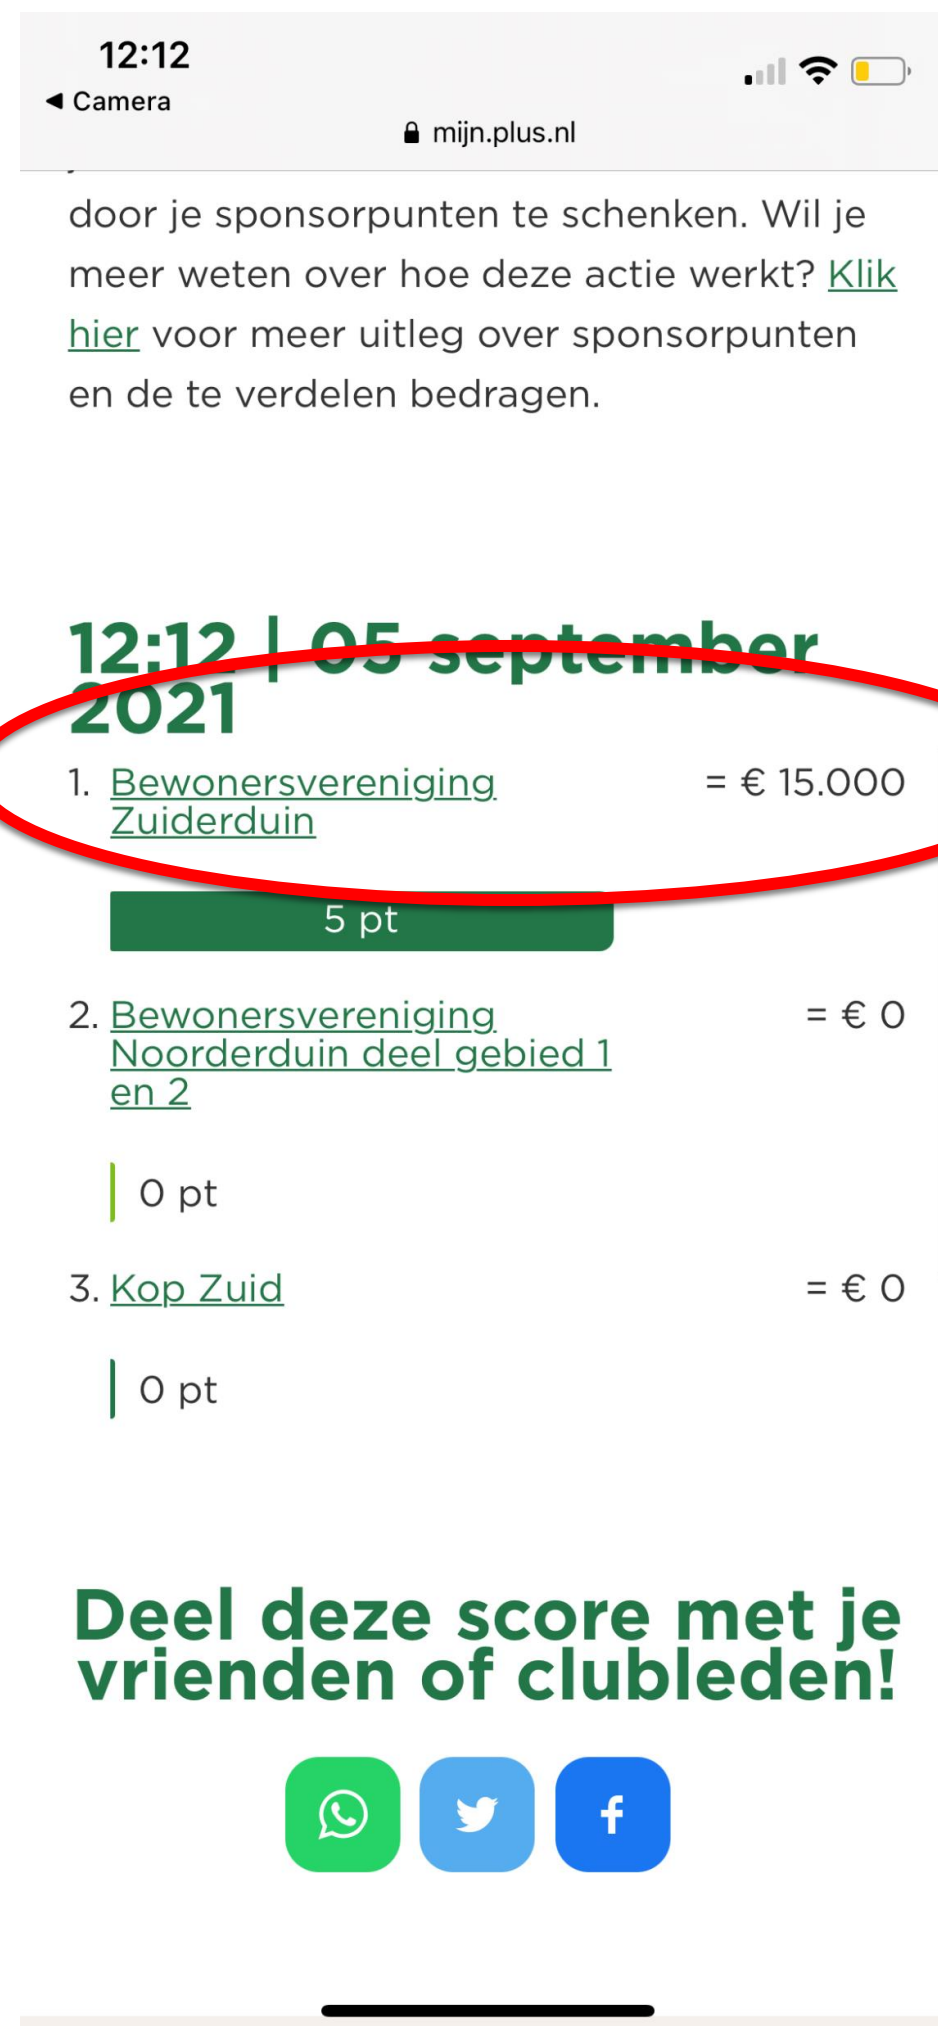 12:12
◀ Camera
mijn.plus.nl
door je sponsorpunten te schenken. Wil je
meer weten over hoe deze actie werkt? Klik
hier voor meer uitleg over sponsorpunten
en de te verdelen bedragen.
12:12 | 05 september
2021
1. Bewonersvereniging = € 15.000
Zuiderduin
5 pt
2. Bewonersvereniging = € 0
Noorderduin deel gebied 1
en 2
0 pt
3. Kop Zuid = € 0
0 pt
Deel deze score met je
vrienden of clubleden!